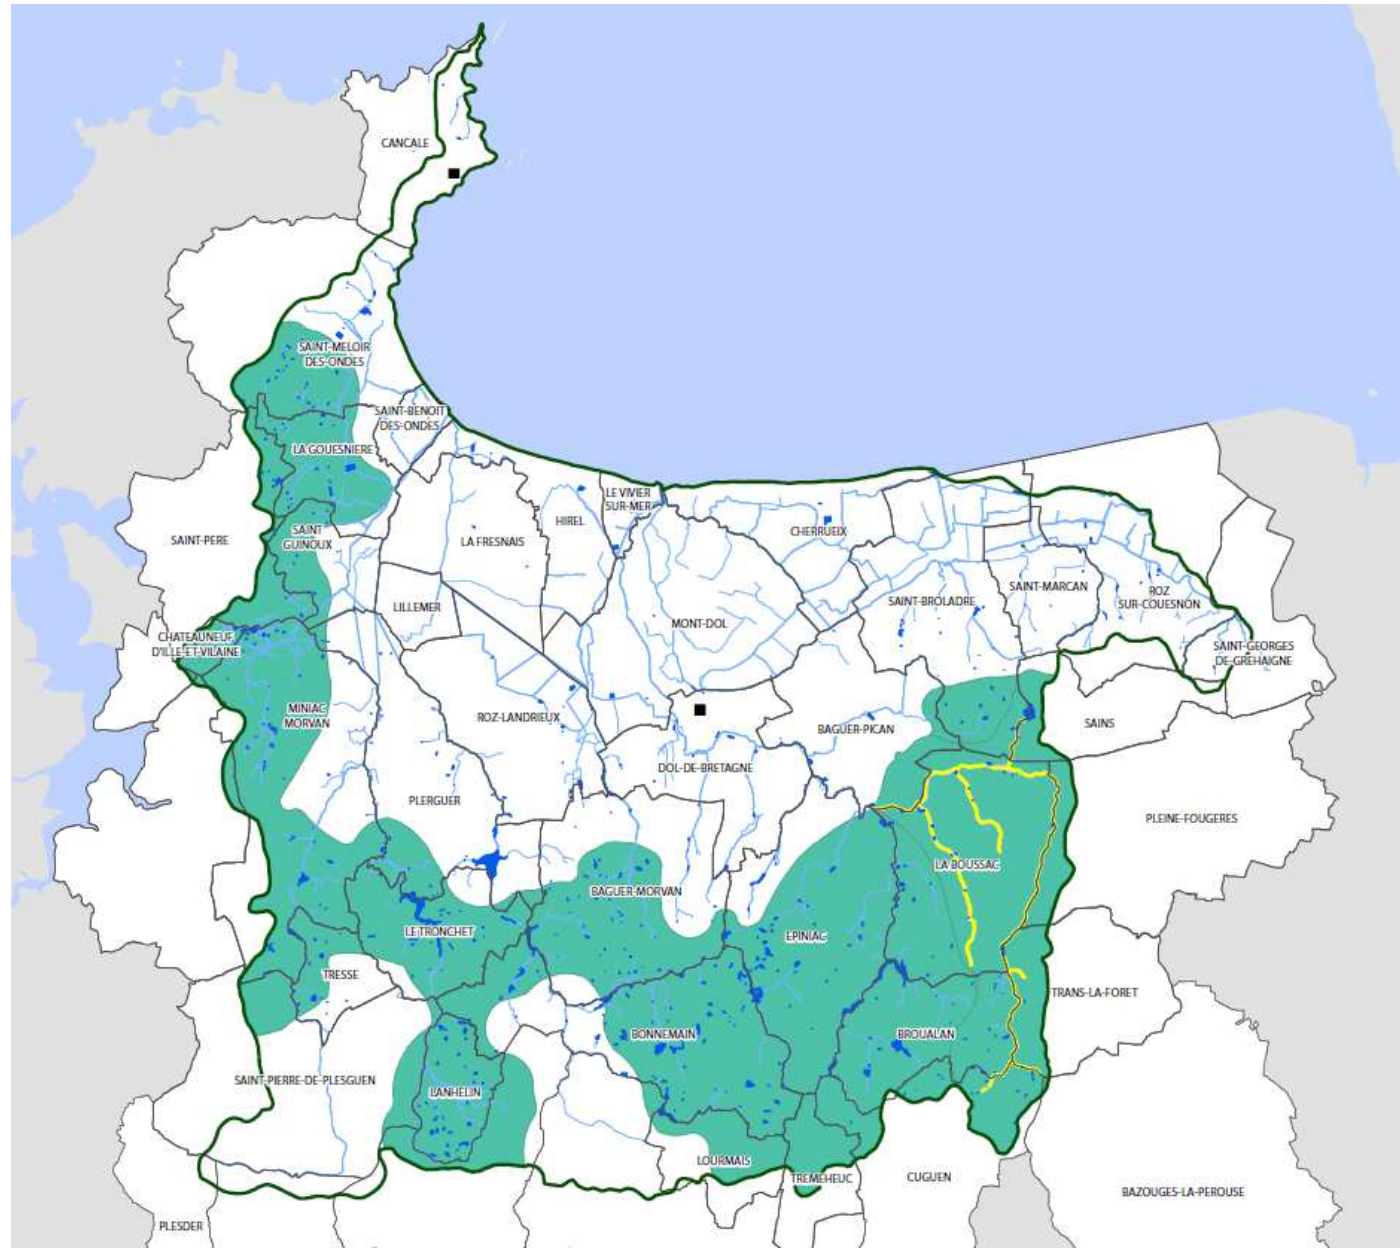 CANCALE
SAINT-MELOIR
DES-ONDES
SAINT-BENOIT
DES-ONDES
LA GOUESNIERE
LE VIVIER
SUR-MER
HIREL
CHERRUEIX
SAINT-PERE
SAINT
GUINOUX
LA FRESNAIS
SAINT-MARCAN
ROZ
SUR-COUESNON
SAINT-BROLADRE
LILLEMER
MONT-DOL
CHATEAUNEUF
D'ILLE-ET-VILAINE
SAINT-GEORGES
DE-GREHAIGNE
MINIAC
MORVAN
ROZ-LANDRIEUX
BAGUER-PICAN
SAINS
DOL-DE-BRETAGNE
PLERGUER
PLEINE-FOUGERES
LA BOUSSAC
BAGUER-MORVAN
LE TRONCHET
EPINIAC
TRESSE
TRANS-LA-FORET
BONNEMAIN
BROUALAN
SAINT-PIERRE-DE-PLESGUEN
LANHELIN
LOURMAIS
TREMEHEUC
CUGUEN
BAZOUGES-LA-PEROUSE
PLESDER